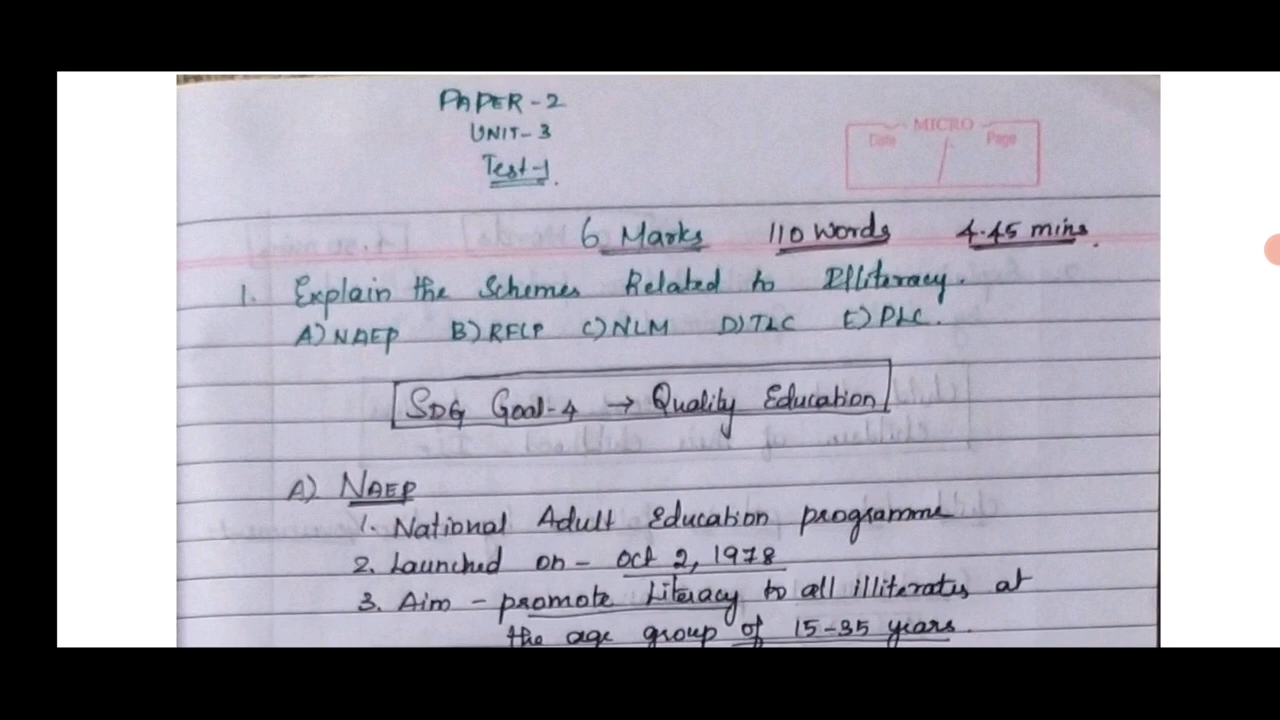 PAPER-2
UNIT-3
Test-1.
MICRO
Date Page
6 Marks 110 Words 4.45 mins.
1. Explain the Schemes Related to Illiteracy.
A) NAEP B) RFLP C) NLM D) TLC E) PLC.
SDG Goal-4 → Quality Education
A) NAEP
1. National Adult Education programme
2. Launched on - Oct 2, 1978
3. Aim - promote Literacy to all illiterates at
the age group of 15-35 years.